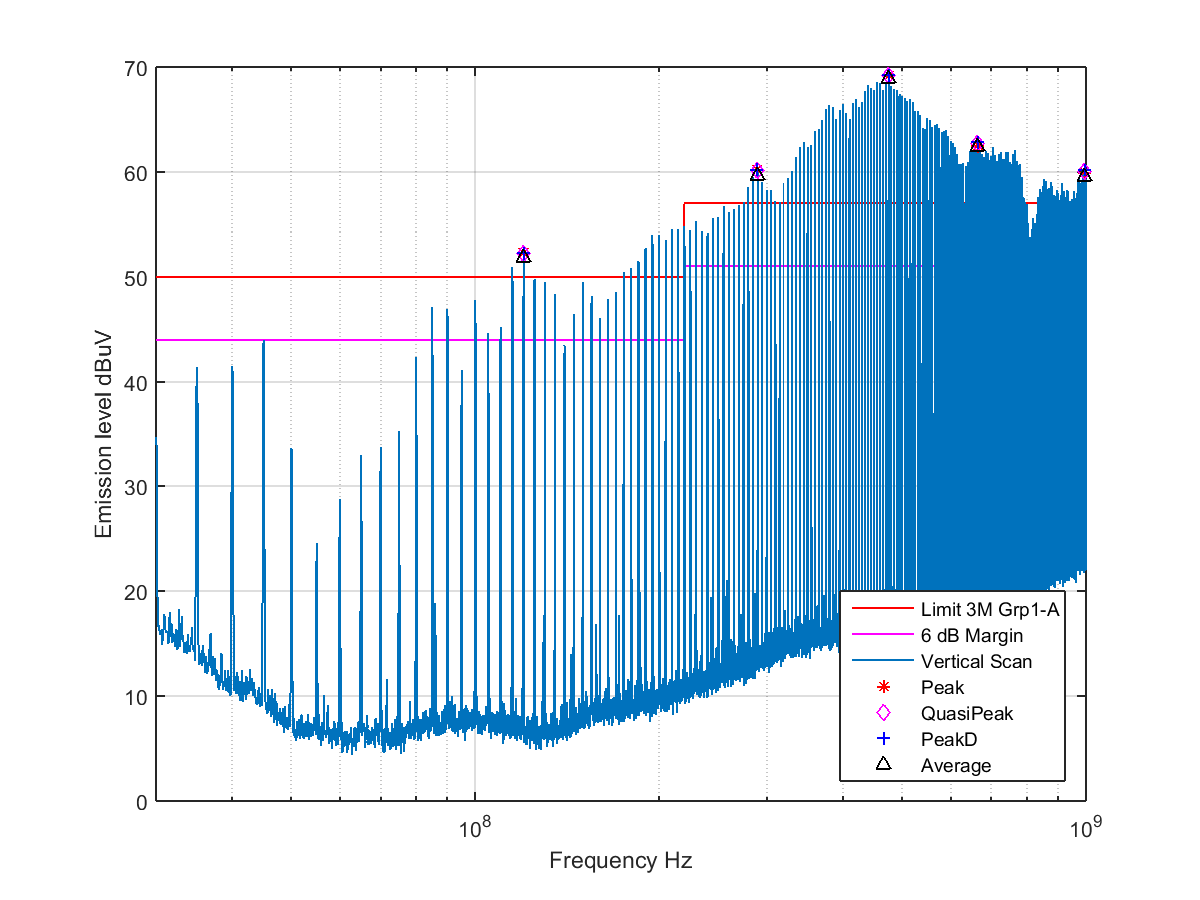 70
60
50
40
30
20
10
0
Emission level dBuV
10^8
10^9
Frequency Hz
Limit 3M Grp1-A
6 dB Margin
Vertical Scan
Peak
QuasiPeak
PeakD
Average